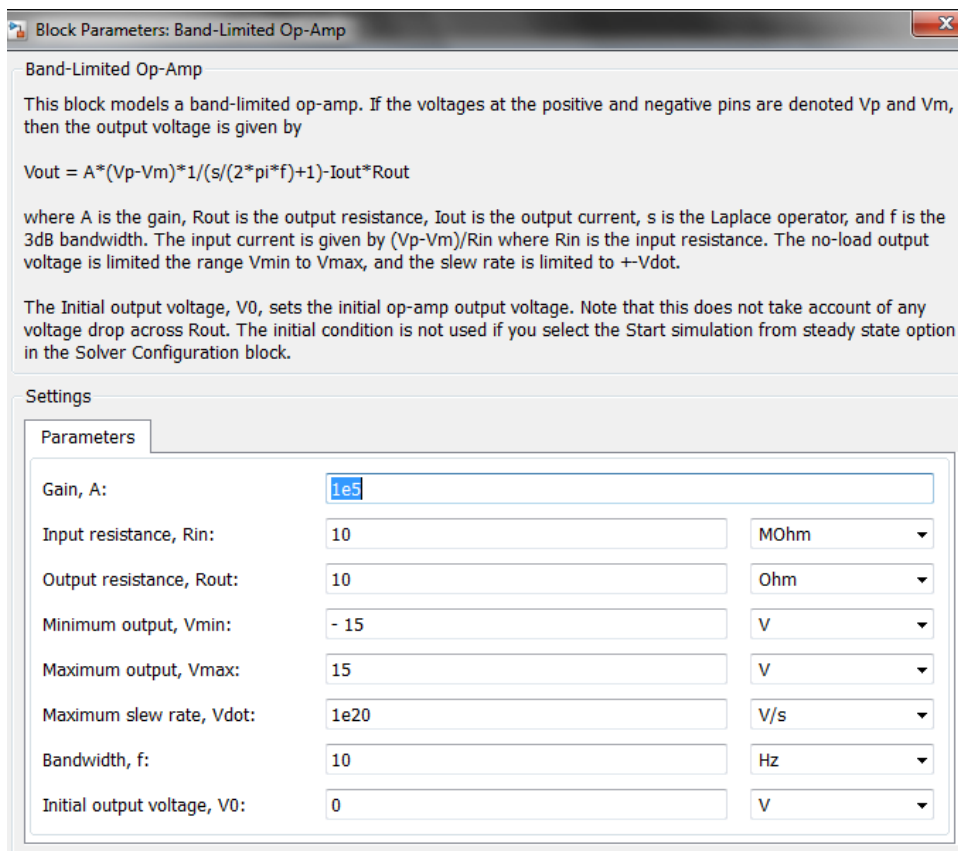 Block Parameters: Band-Limited Op-Amp
Band-Limited Op-Amp
This block models a band-limited op-amp. If the voltages at the positive and negative pins are denoted Vp and Vm,
then the output voltage is given by
Vout = A*(Vp-Vm)*1/(s/(2*pi*f)+1)-Iout*Rout
where A is the gain, Rout is the output resistance, Iout is the output current, s is the Laplace operator, and f is the
3dB bandwidth. The input current is given by (Vp-Vm)/Rin where Rin is the input resistance. The no-load output
voltage is limited the range Vmin to Vmax, and the slew rate is limited to +-Vdot.
The Initial output voltage, V0, sets the initial op-amp output voltage. Note that this does not take account of any
voltage drop across Rout. The initial condition is not used if you select the Start simulation from steady state option
in the Solver Configuration block.
Settings
Parameters
Gain, A: 1e5
Input resistance, Rin: 10 MOhm
Output resistance, Rout: 10 Ohm
Minimum output, Vmin: - 15 V
Maximum output, Vmax: 15 V
Maximum slew rate, Vdot: 1e20 V/s
Bandwidth, f: 10 Hz
Initial output voltage, V0: 0 V